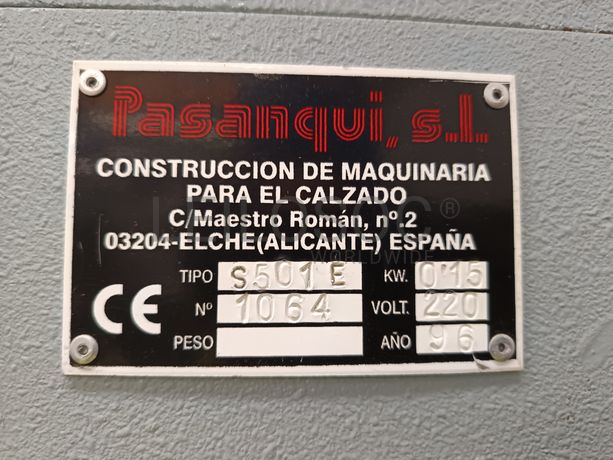 Pasanqui, s.l.
CONSTRUCCION DE MAQUINARIA
PARA EL CALZADO
C/Maestro Román, nº 2
03204-ELCHE(ALICANTE) ESPAÑA
TIPO S501E KW. 0'15
CE Nº 1064 VOLT. 220
PESO AÑO 96
WORLDWIDE